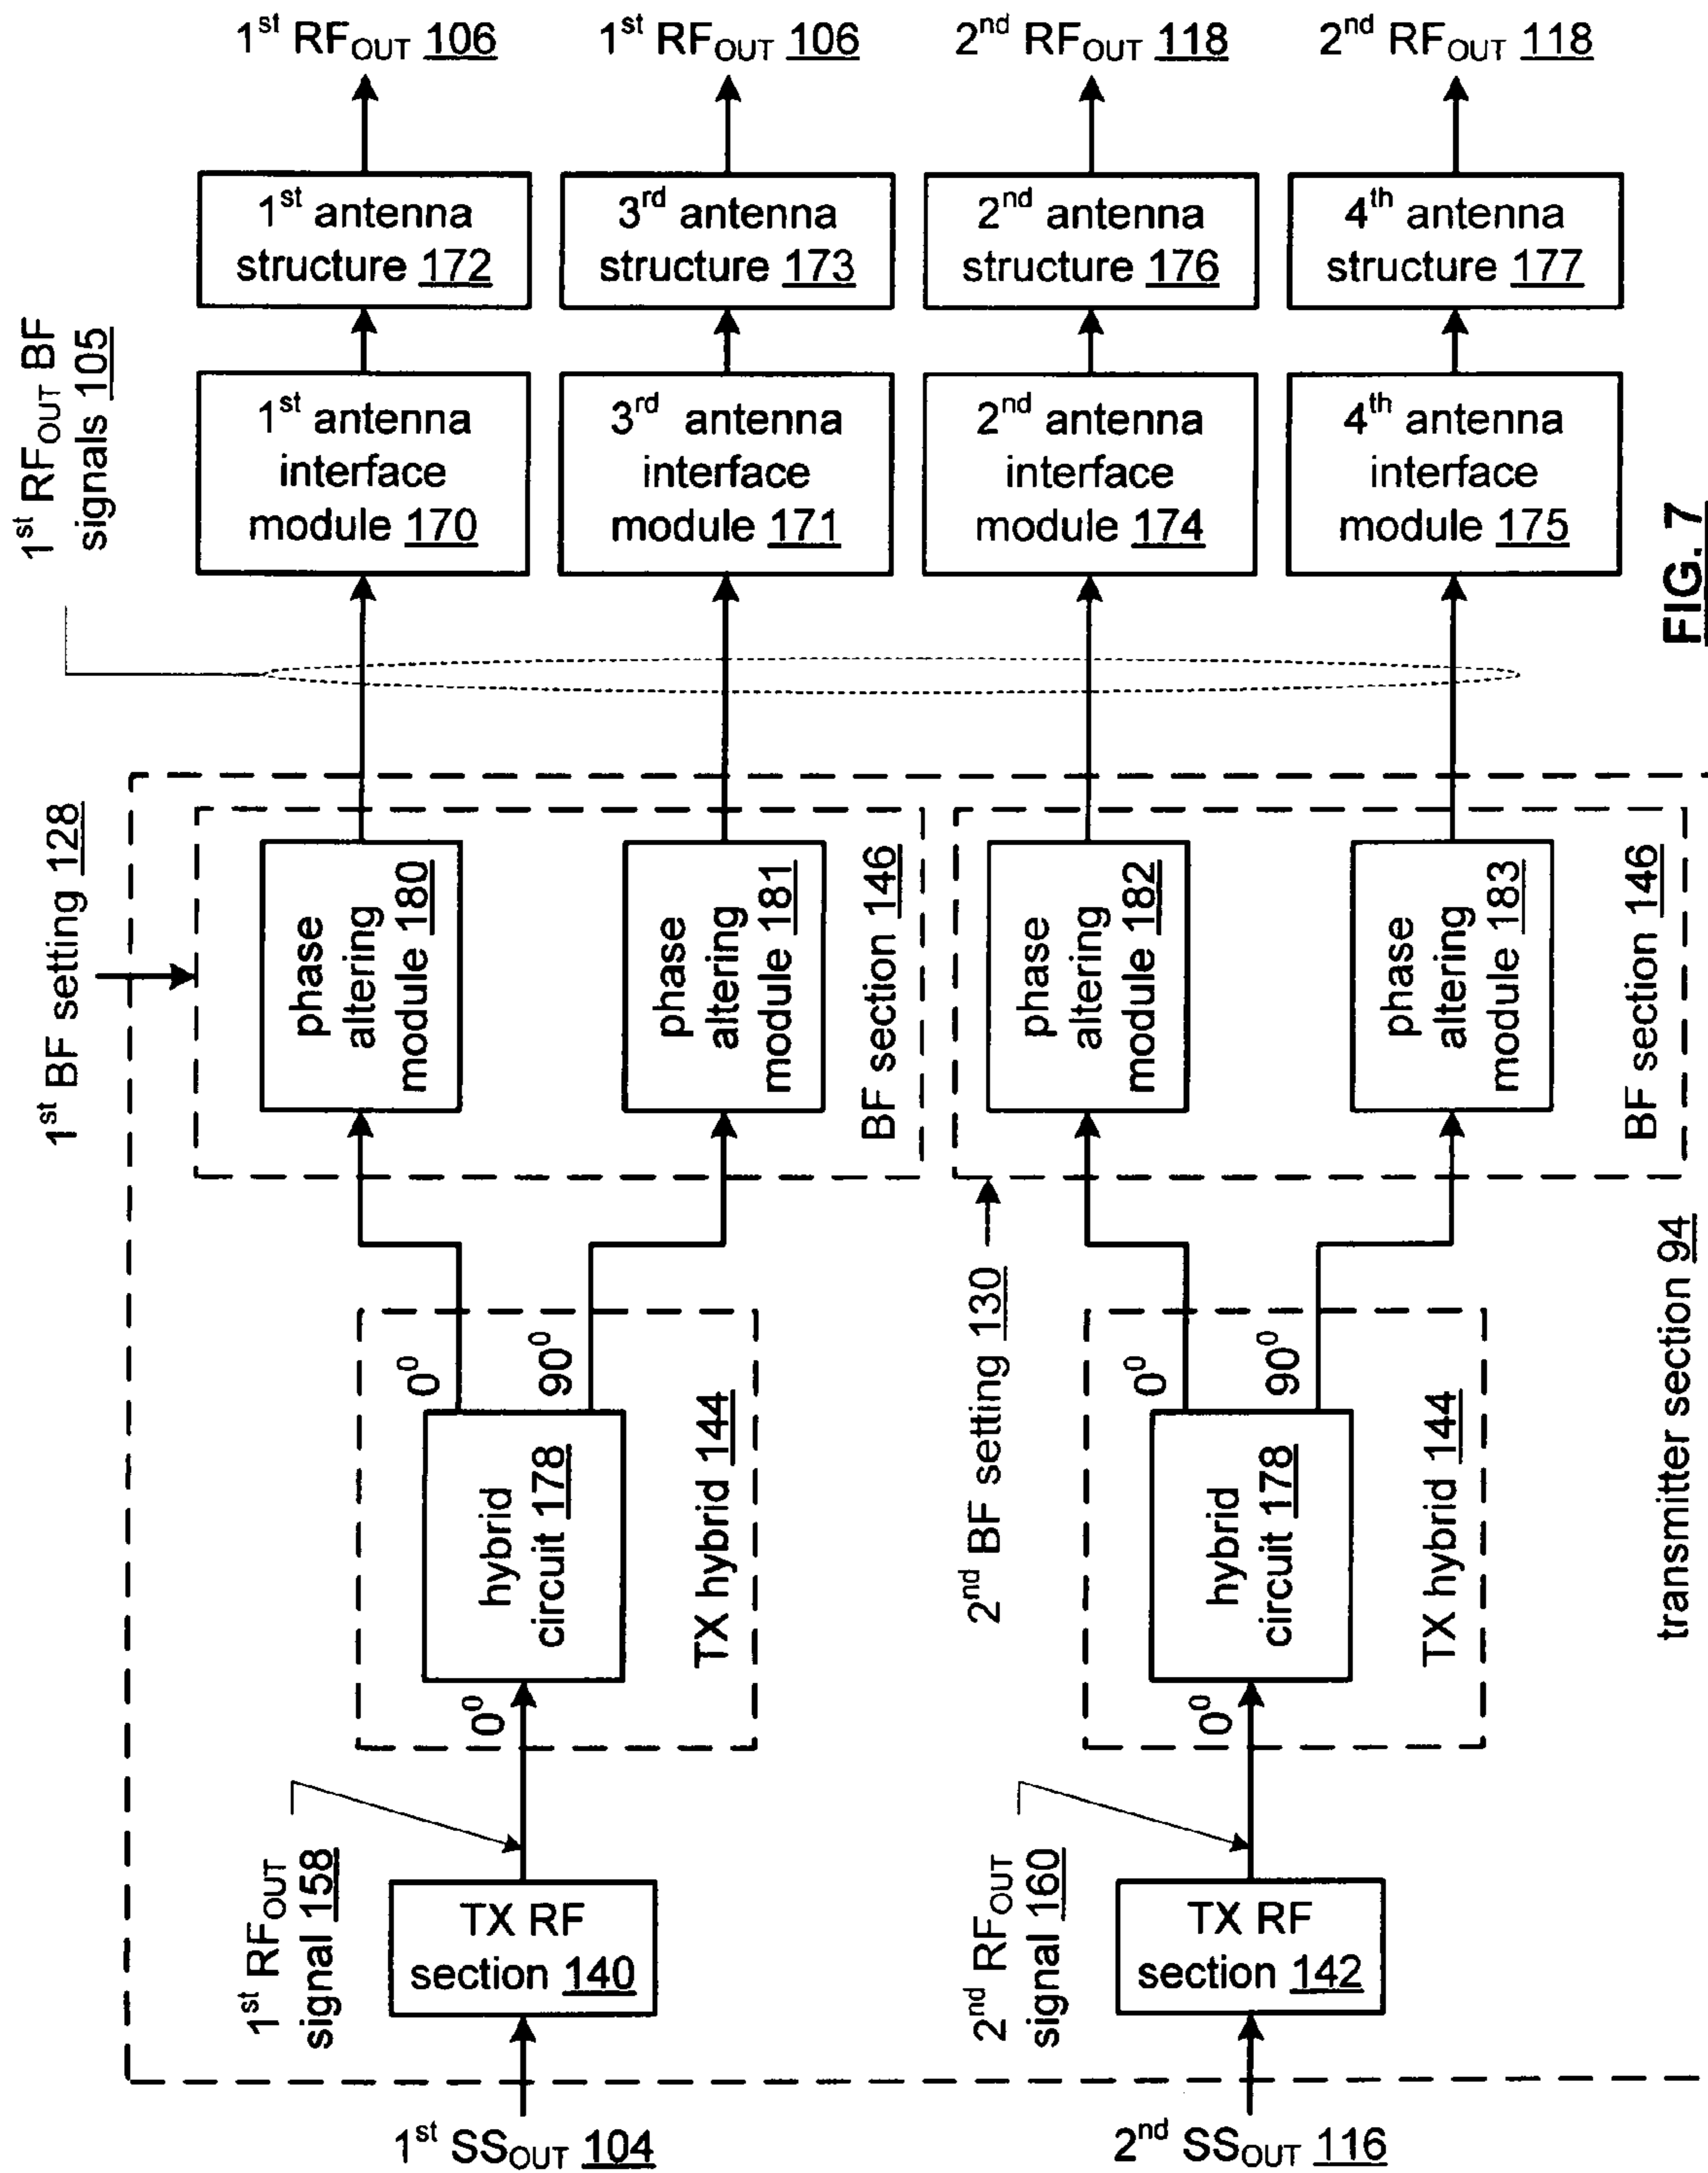 1st RFOUT 106
1st RFOUT 106
2nd RFOUT 118
2nd RFOUT 118
1st antenna
structure 172
3rd antenna
structure 173
2nd antenna
structure 176
4th antenna
structure 177
1st RFOUT BF
signals 105
1st antenna
interface
module 170
3rd antenna
interface
module 171
2nd antenna
interface
module 174
4th antenna
interface
module 175
FIG. 7
1st BF setting 128
phase
altering
module 180
phase
altering
module 181
BF section 146
phase
altering
module 182
phase
altering
module 183
BF section 146
2nd BF setting 130
0⁰
90⁰
hybrid
circuit 178
TX hybrid 144
0⁰
0⁰
90⁰
hybrid
circuit 178
TX hybrid 144
0⁰
transmitter section 94
1st RFOUT
signal 158
TX RF
section 140
2nd RFOUT
signal 160
TX RF
section 142
1st SSOUT 104
2nd SSOUT 116